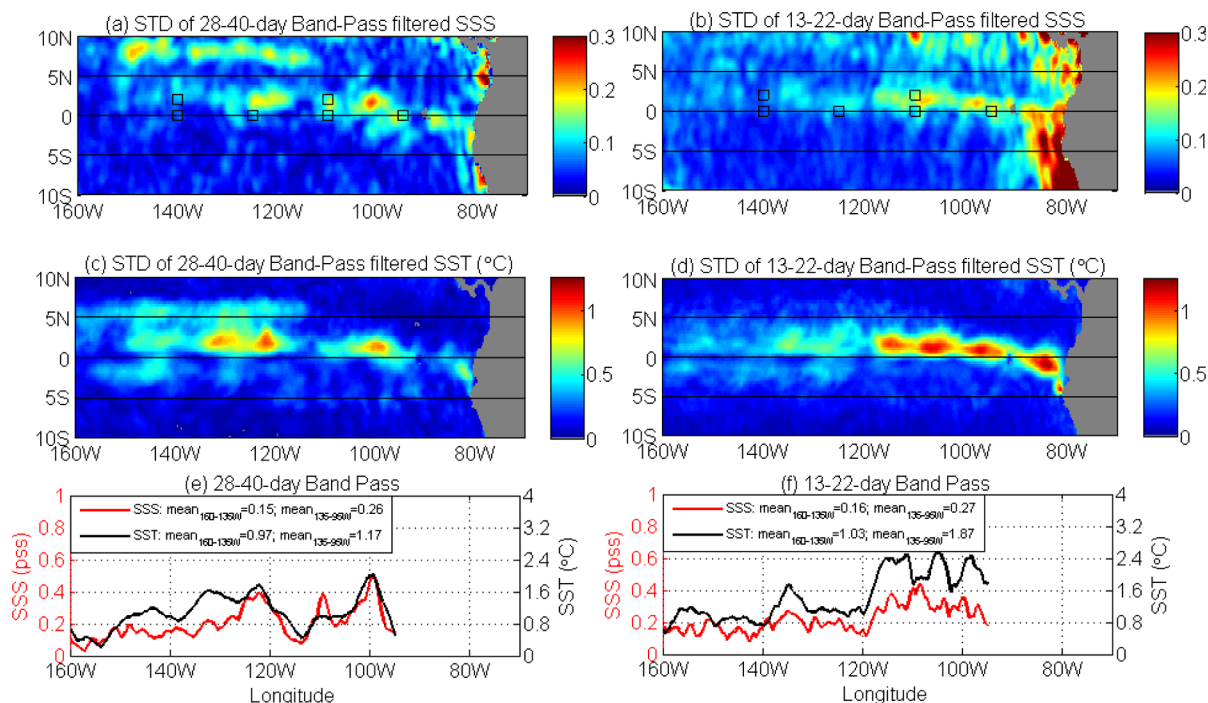 (a) STD of 28-40-day Band-Pass filtered SSS
10N
5N
0
5S
10S
160W 140W 120W 100W 80W
0.3
0.2
0.1
0
(b) STD of 13-22-day Band-Pass filtered SSS
10N
5N
0
5S
10S
160W 140W 120W 100W 80W
0.3
0.2
0.1
0
(c) STD of 28-40-day Band-Pass filtered SST (°C)
10N
5N
0
5S
10S
160W 140W 120W 100W 80W
1
0.5
0
(d) STD of 13-22-day Band-Pass filtered SST (°C)
10N
5N
0
5S
10S
160W 140W 120W 100W 80W
1
0.5
0
(e) 28-40-day Band Pass
SSS: mean160-135W=0.15; mean135-95W=0.26
SST: mean160-135W=0.97; mean135-95W=1.17
SSS (pss)
1
0.8
0.6
0.4
0.2
0
SST (°C)
4
3.2
2.4
1.6
0.8
0
160W 140W 120W 100W 80W
Longitude
(f) 13-22-day Band Pass
SSS: mean160-135W=0.16; mean135-95W=0.27
SST: mean160-135W=1.03; mean135-95W=1.87
SSS (pss)
1
0.8
0.6
0.4
0.2
0
SST (°C)
4
3.2
2.4
1.6
0.8
0
160W 140W 120W 100W 80W
Longitude